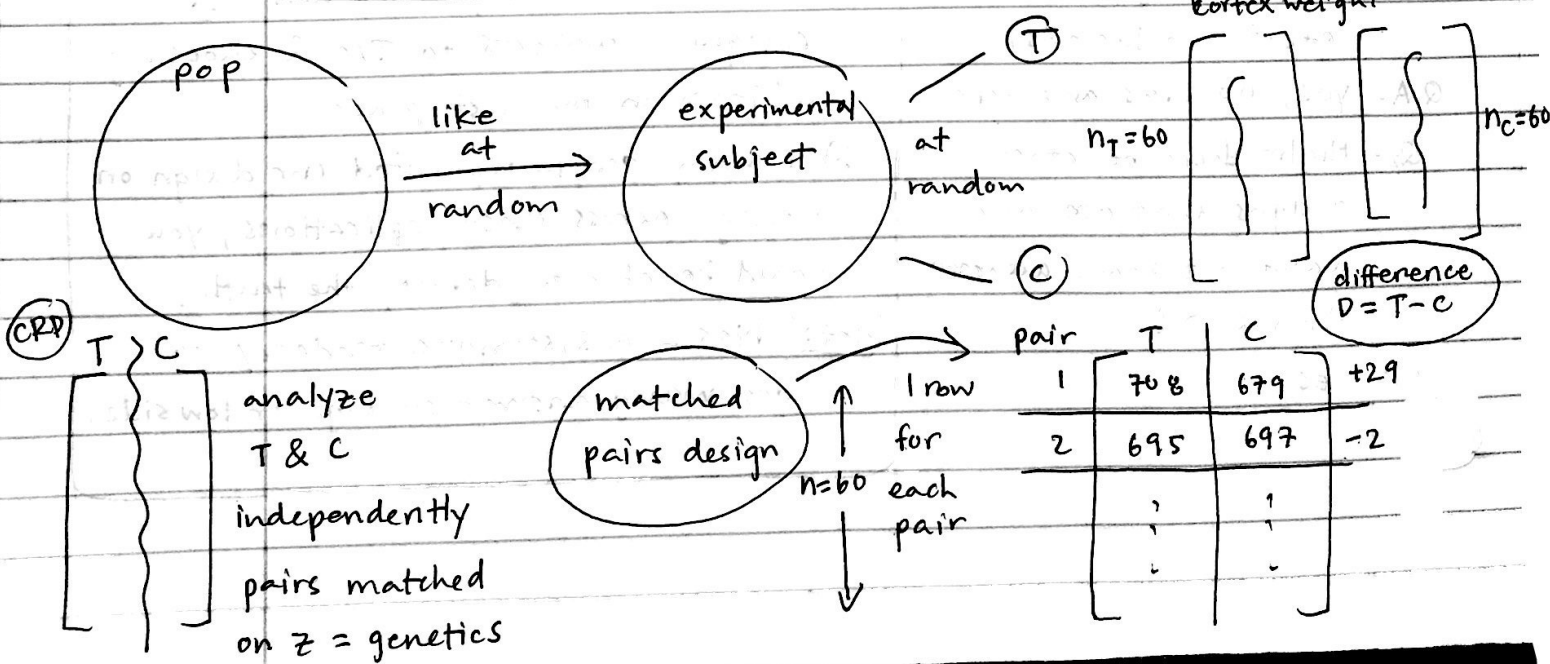 cortex weight
pop
like
at
random
experimental
subject
at
random
T
C
n_T=60
n_C=60
difference
D=T-C
CRD
T C
analyze
T & C
independently
pairs matched
on z = genetics
matched
pairs design
n=60
1 row
for
each
pair
pair T C
1 708 679 +29
2 695 697 -2